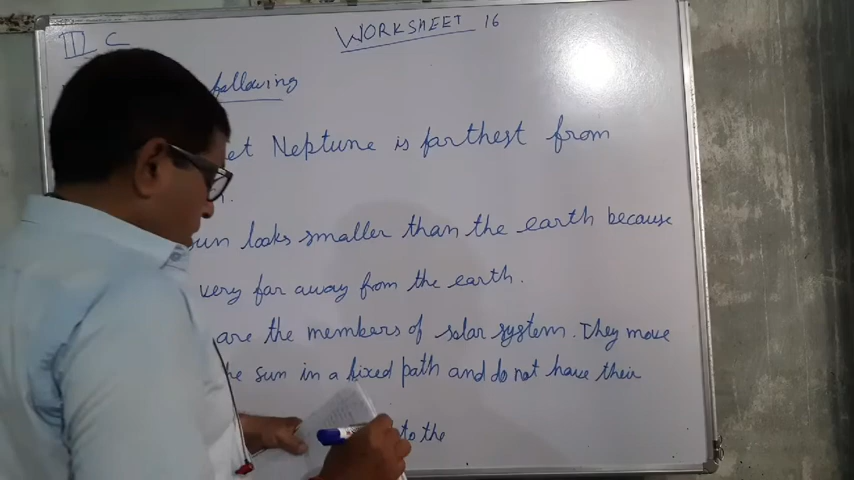 III C
WORKSHEET 16
following
et Neptune is farthest from
un looks smaller than the earth because
very far away from the earth.
are the members of solar system. They move
he sun in a fixed path and do not have their
to the